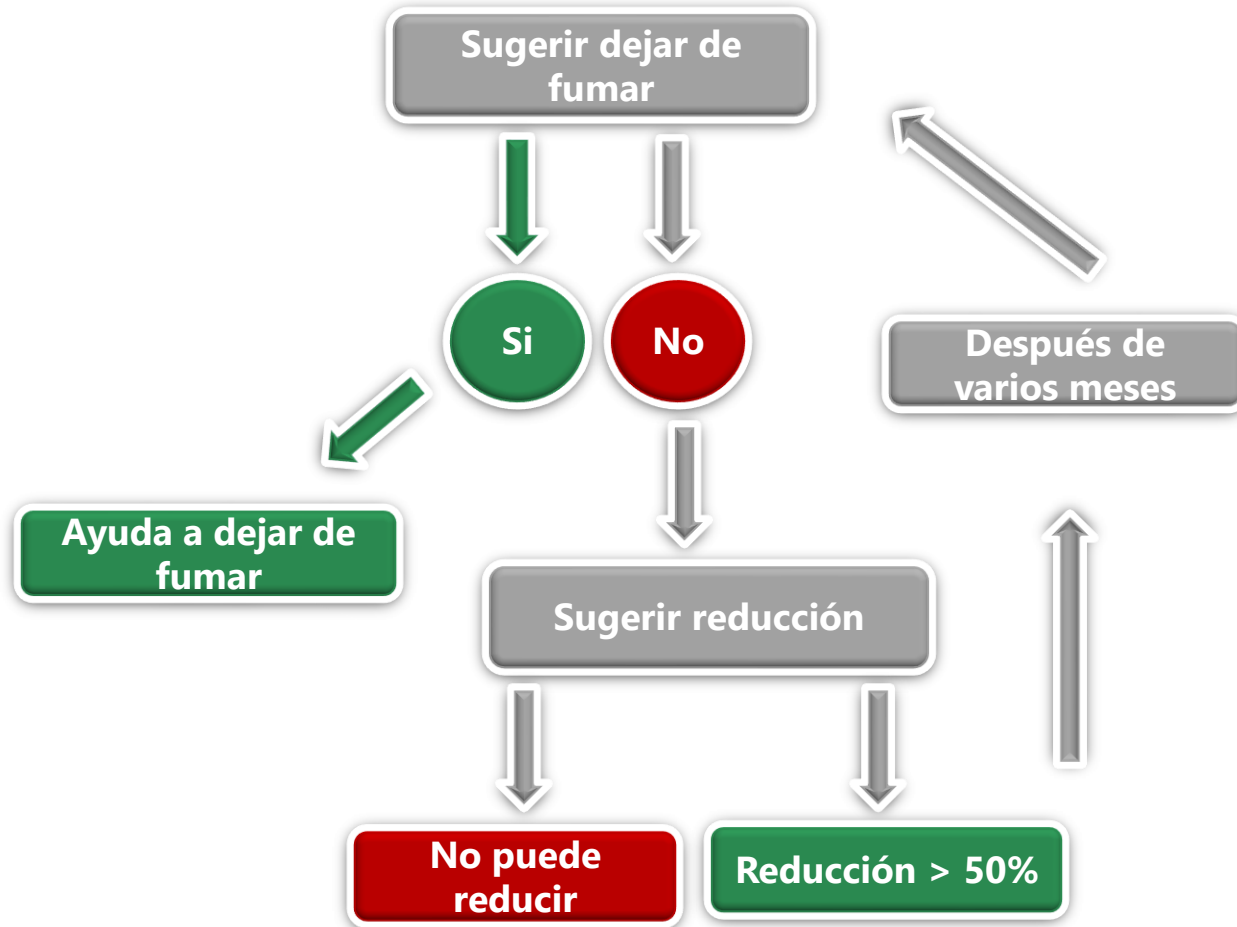 Sugerir dejar de
fumar
Si
No
Después de
varios meses
Ayuda a dejar de
fumar
Sugerir reducción
No puede
reducir
Reducción > 50%